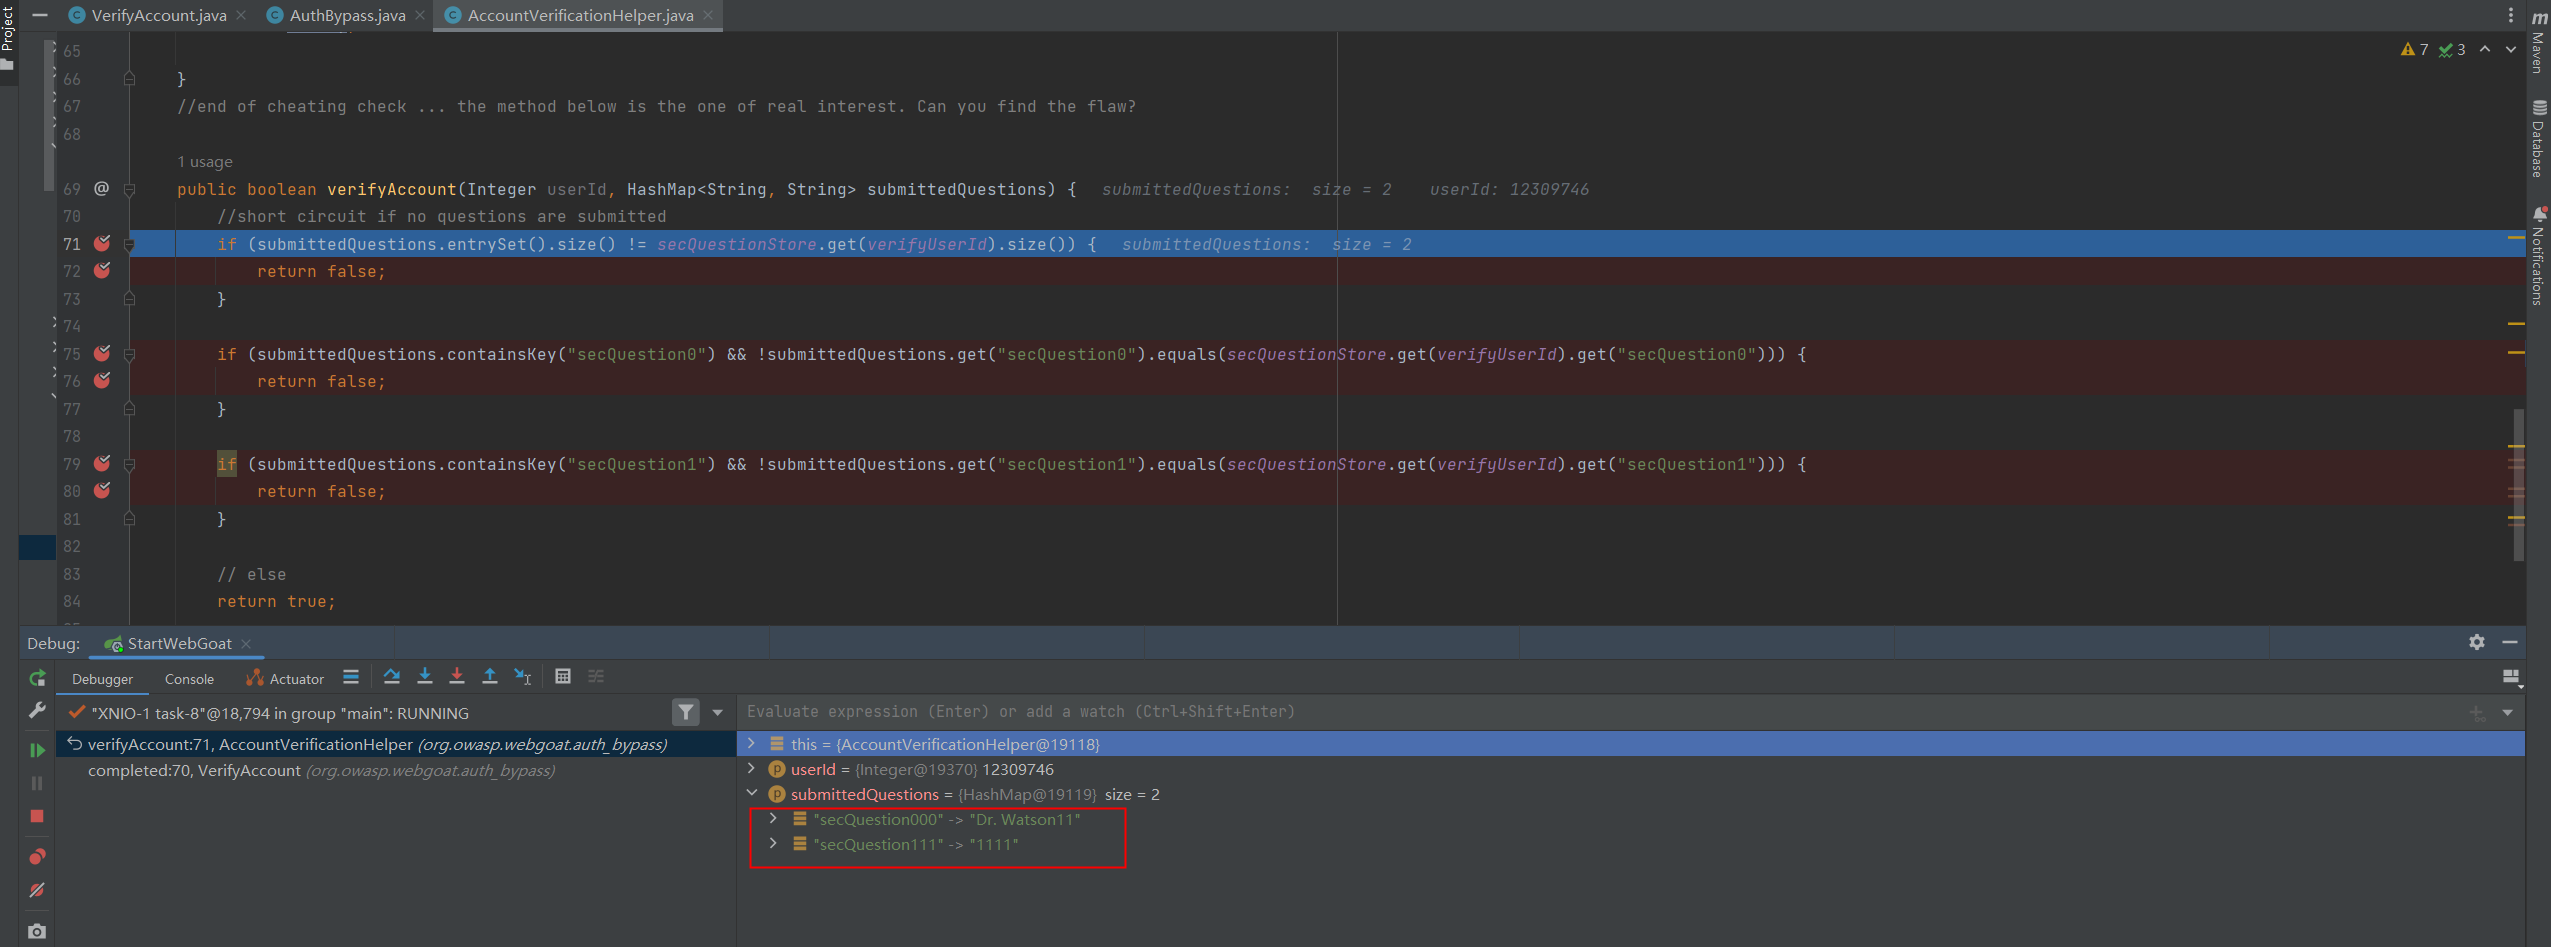 Project
VerifyAccount.java
AuthBypass.java
AccountVerificationHelper.java
7 3
65
66 }
67 //end of cheating check ... the method below is the one of real interest. Can you find the flaw?
68
1 usage
69 @ public boolean verifyAccount(Integer userId, HashMap<String, String> submittedQuestions) { submittedQuestions: size = 2 userId: 12309746
70 //short circuit if no questions are submitted
71 if (submittedQuestions.entrySet().size() != secQuestionStore.get(verifyUserId).size()) { submittedQuestions: size = 2
72 return false;
73 }
74
75 if (submittedQuestions.containsKey("secQuestion0") && !submittedQuestions.get("secQuestion0").equals(secQuestionStore.get(verifyUserId).get("secQuestion0"))) {
76 return false;
77 }
78
79 if (submittedQuestions.containsKey("secQuestion1") && !submittedQuestions.get("secQuestion1").equals(secQuestionStore.get(verifyUserId).get("secQuestion1"))) {
80 return false;
81 }
82
83 // else
84 return true;
m Maven
Database
Notifications
Debug: StartWebGoat
Debugger Console Actuator
"XNIO-1 task-8"@18,794 in group "main": RUNNING
verifyAccount:71, AccountVerificationHelper (org.owasp.webgoat.auth_bypass)
completed:70, VerifyAccount (org.owasp.webgoat.auth_bypass)
Evaluate expression (Enter) or add a watch (Ctrl+Shift+Enter)
this = {AccountVerificationHelper@19118}
userId = {Integer@19370} 12309746
submittedQuestions = {HashMap@19119} size = 2
"secQuestion000" -> "Dr. Watson11"
"secQuestion111" -> "1111"